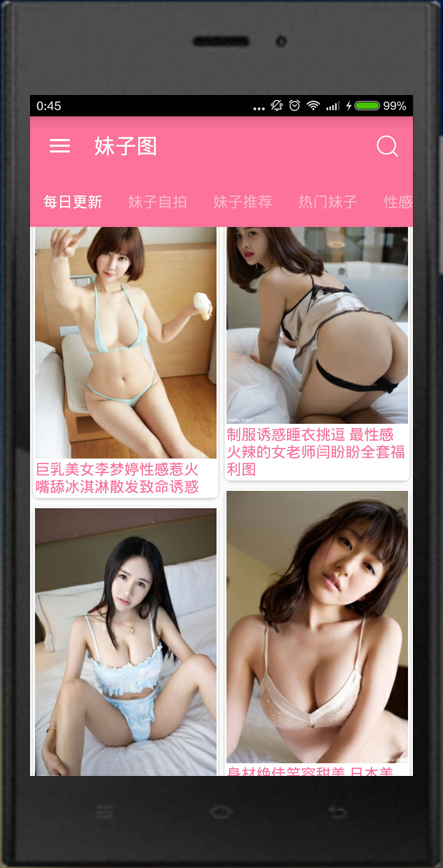 0:45
99%
妹子图
每日更新 妹子自拍 妹子推荐 热门妹子 性感
巨乳美女李梦婷性感惹火
嘴舔冰淇淋散发致命诱惑
制服诱惑睡衣挑逗 最性感
火辣的女老师闫盼盼全套福
利图
身材绝佳笑容甜美 日本美